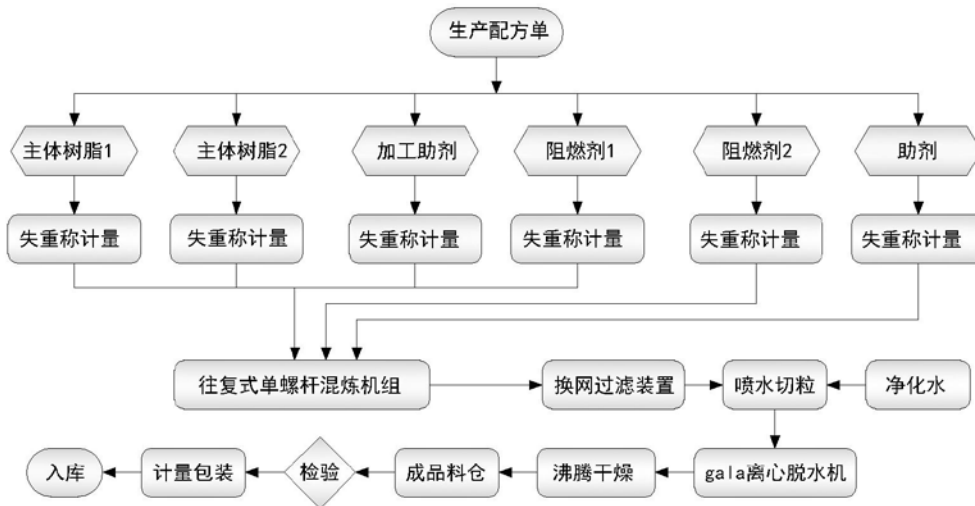 生产配方单
主体树脂1
主体树脂2
加工助剂
阻燃剂1
阻燃剂2
助剂
失重称计量
失重称计量
失重称计量
失重称计量
失重称计量
失重称计量
往复式单螺杆混炼机组
换网过滤装置
喷水切粒
净化水
入库
计量包装
检验
成品料仓
沸腾干燥
gala离心脱水机